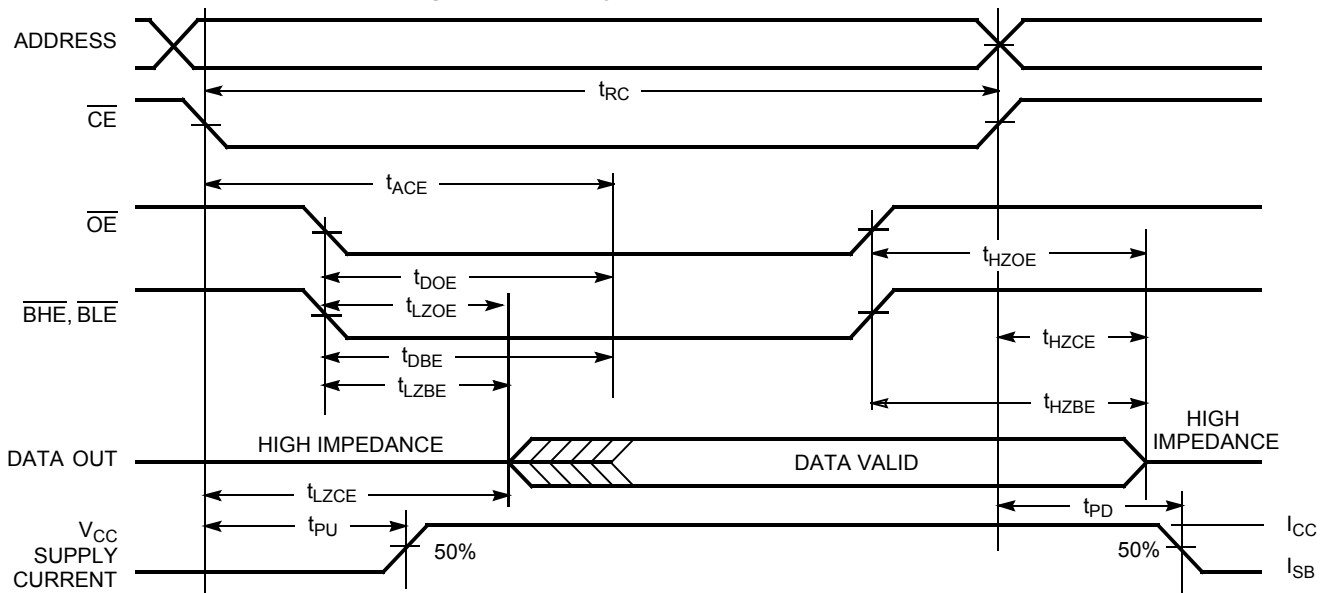 ADDRESS
tRC
CE
tACE
OE
tHZOE
tDOE
BHE, BLE
tLZOE
tHZCE
tDBE
tLZBE
tHZBE
HIGH IMPEDANCE
HIGH
IMPEDANCE
DATA OUT
DATA VALID
tLZCE
tPD
tPU
VCC
SUPPLY
CURRENT
50%
50%
ICC
ISB